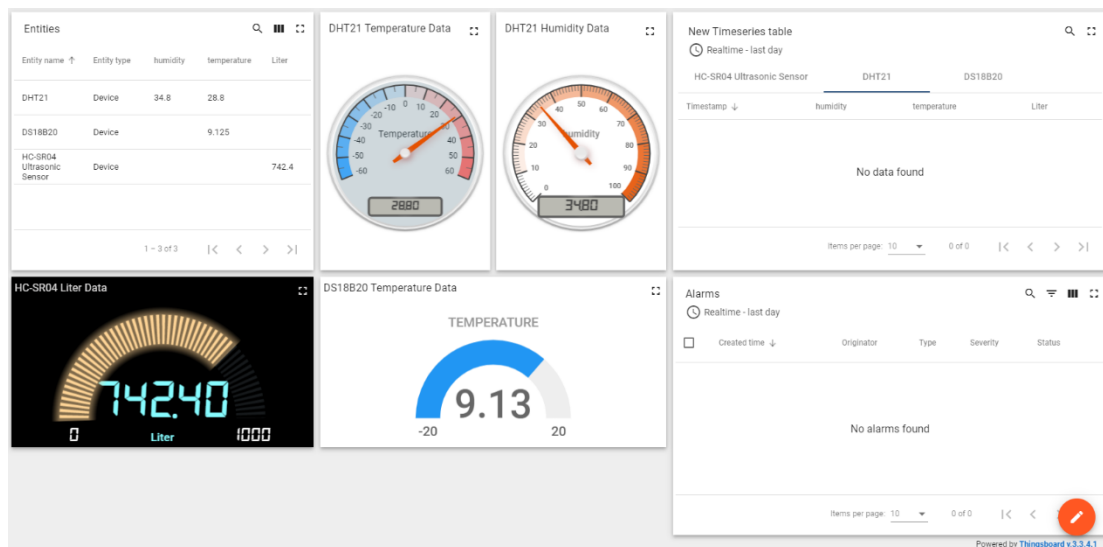 Entities
Entity name ↑ Entity type humidity temperature Liter
DHT21 Device 34.8 28.8
DS18B20 Device 9.125
HC-SR04
Ultrasonic
Sensor
Device 742.4
1 – 3 of 3
DHT21 Temperature Data
-60 -50 -40 -30 -20 -10 0 10 20 30 40 50 60
Temperature
28.80
DHT21 Humidity Data
0 10 20 30 40 50 60 70 80 90 100
humidity
34.80
New Timeseries table
Realtime - last day
HC-SR04 Ultrasonic Sensor DHT21 DS18B20
Timestamp ↓ humidity temperature Liter
No data found
Items per page: 10 0 of 0
HC-SR04 Liter Data
742.40
0 Liter 1000
DS18B20 Temperature Data
TEMPERATURE
9.13
-20 20
Alarms
Realtime - last day
Created time ↓ Originator Type Severity Status
No alarms found
Items per page: 10 0 of 0
Powered by Thingsboard v.3.3.4.1